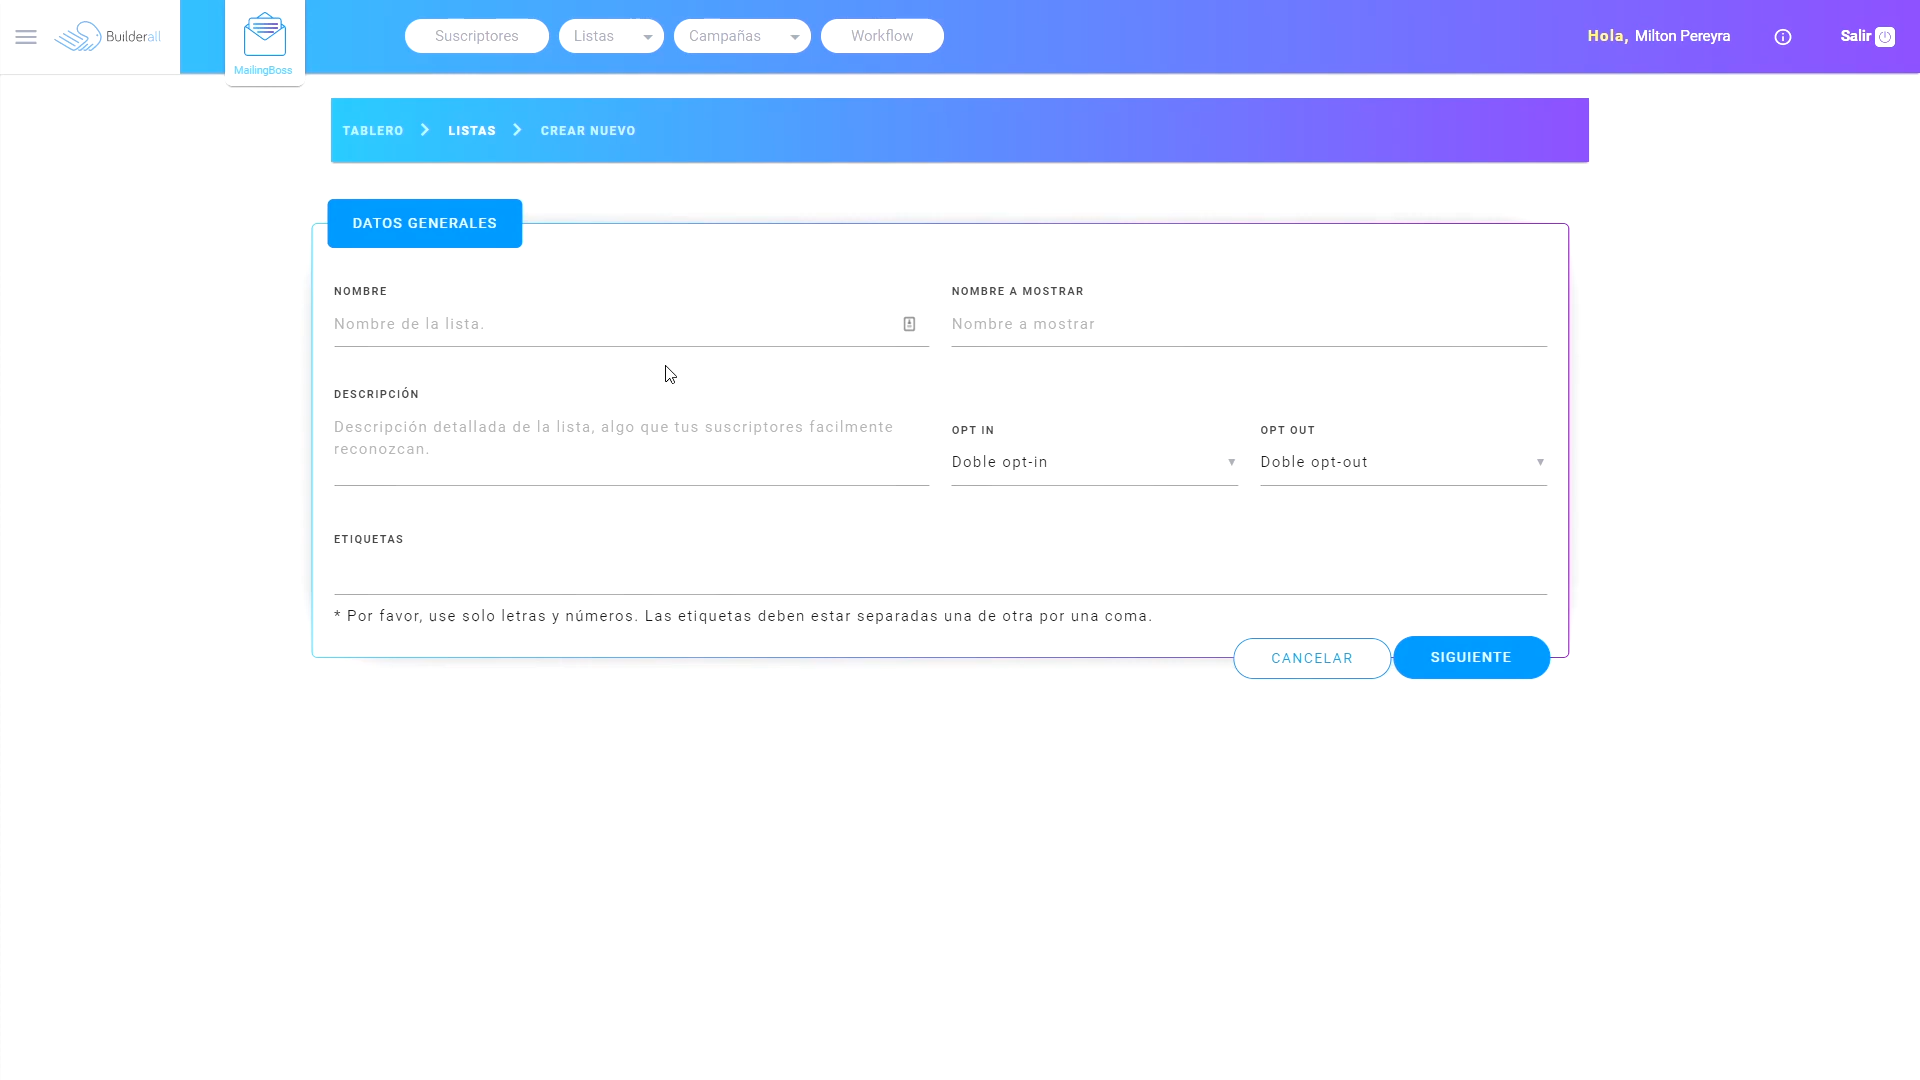 Builderall
MailingBoss
Suscriptores
Listas
Campañas
Workflow
Hola, Milton Pereyra
Salir
TABLERO
LISTAS
CREAR NUEVO
DATOS GENERALES
NOMBRE
NOMBRE A MOSTRAR
Nombre de la lista.
Nombre a mostrar
DESCRIPCIÓN
Descripción detallada de la lista, algo que tus suscriptores facilmente
reconozcan.
OPT IN
OPT OUT
Doble opt-in
Doble opt-out
ETIQUETAS
* Por favor, use solo letras y números. Las etiquetas deben estar separadas una de otra por una coma.
CANCELAR
SIGUIENTE